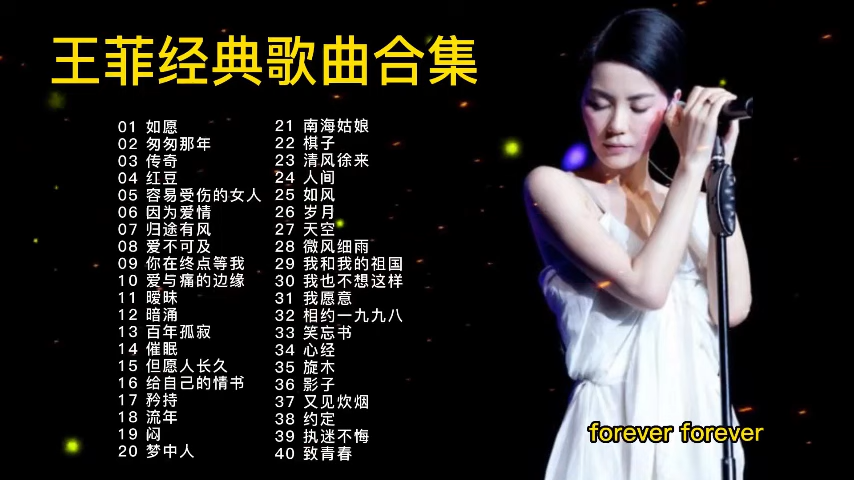 王菲经典歌曲合集
01 如愿
02 匆匆那年
03 传奇
04 红豆
05 容易受伤的女人
06 因为爱情
07 归途有风
08 爱不可及
09 你在终点等我
10 爱与痛的边缘
11 暧昧
12 暗涌
13 百年孤寂
14 催眠
15 但愿人长久
16 给自己的情书
17 矜持
18 流年
19 闷
20 梦中人
21 南海姑娘
22 棋子
23 清风徐来
24 人间
25 如风
26 岁月
27 天空
28 微风细雨
29 我和我的祖国
30 我也不想这样
31 我愿意
32 相约一九九八
33 笑忘书
34 心经
35 旋木
36 影子
37 又见炊烟
38 约定
39 执迷不悔
40 致青春
forever forever